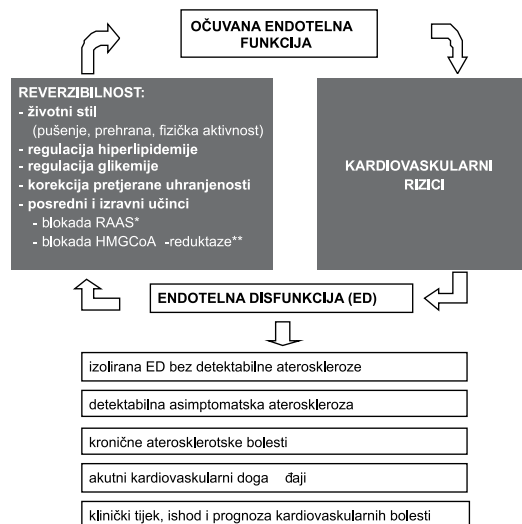 OČUVANA ENDOTELNA
FUNKCIJA
REVERZIBILNOST:
- životni stil
(pušenje, prehrana, fizička aktivnost)
- regulacija hiperlipidemije
- regulacija glikemije
- korekcija pretjerane uhranjenosti
- posredni i izravni učinci
- blokada RAAS*
- blokada HMGCoA -reduktaze**
KARDIOVASKULARNI
RIZICI
ENDOTELNA DISFUNKCIJA (ED)
izolirana ED bez detektabilne ateroskleroze
detektabilna asimptomatska ateroskleroza
kronične aterosklerotske bolesti
akutni kardiovaskularni doga đaji
klinički tijek, ishod i prognoza kardiovaskularnih bolesti